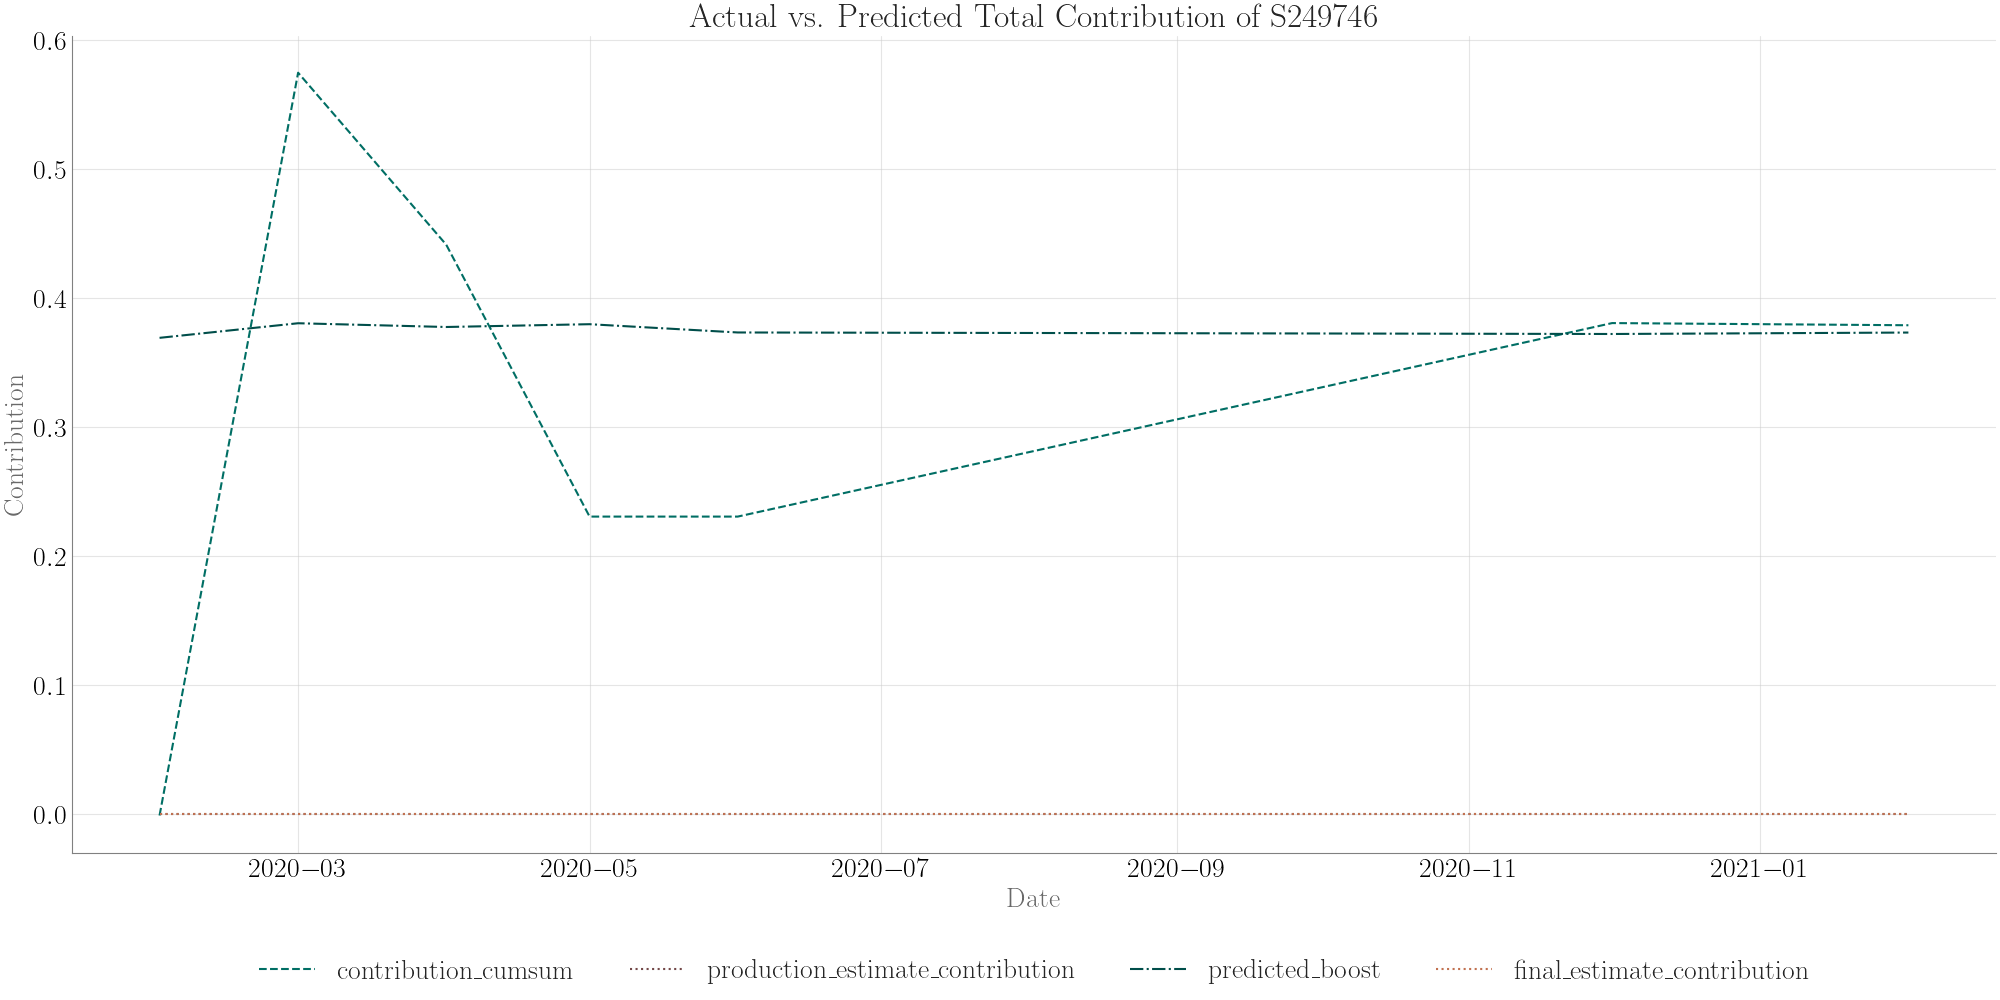 Actual vs. Predicted Total Contribution of S249746
0.6
0.5
0.4
0.3
0.2
0.1
0.0
Contribution
2020–03 2020–05 2020–07 2020–09 2020–11 2021–01
Date
contribution_cumsum production_estimate_contribution predicted_boost final_estimate_contribution